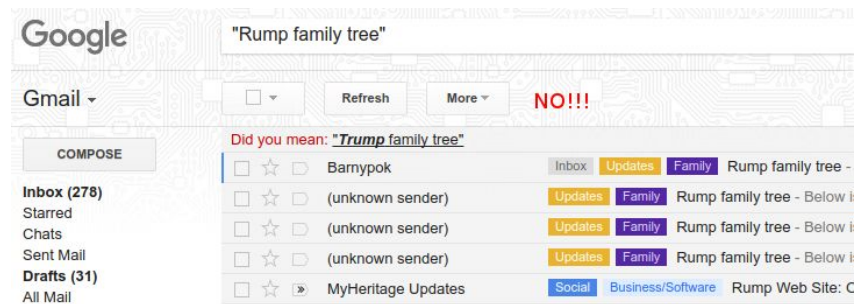 Google
"Rump family tree"
Gmail
Refresh
More
NO!!!
Did you mean: "Trump family tree"
COMPOSE
Inbox (278)
Starred
Chats
Sent Mail
Drafts (31)
All Mail
Barnypok Inbox Updates Family Rump family tree -
(unknown sender) Updates Family Rump family tree - Below is
(unknown sender) Updates Family Rump family tree - Below is
(unknown sender) Updates Family Rump family tree - Below is
MyHeritage Updates Social Business/Software Rump Web Site: